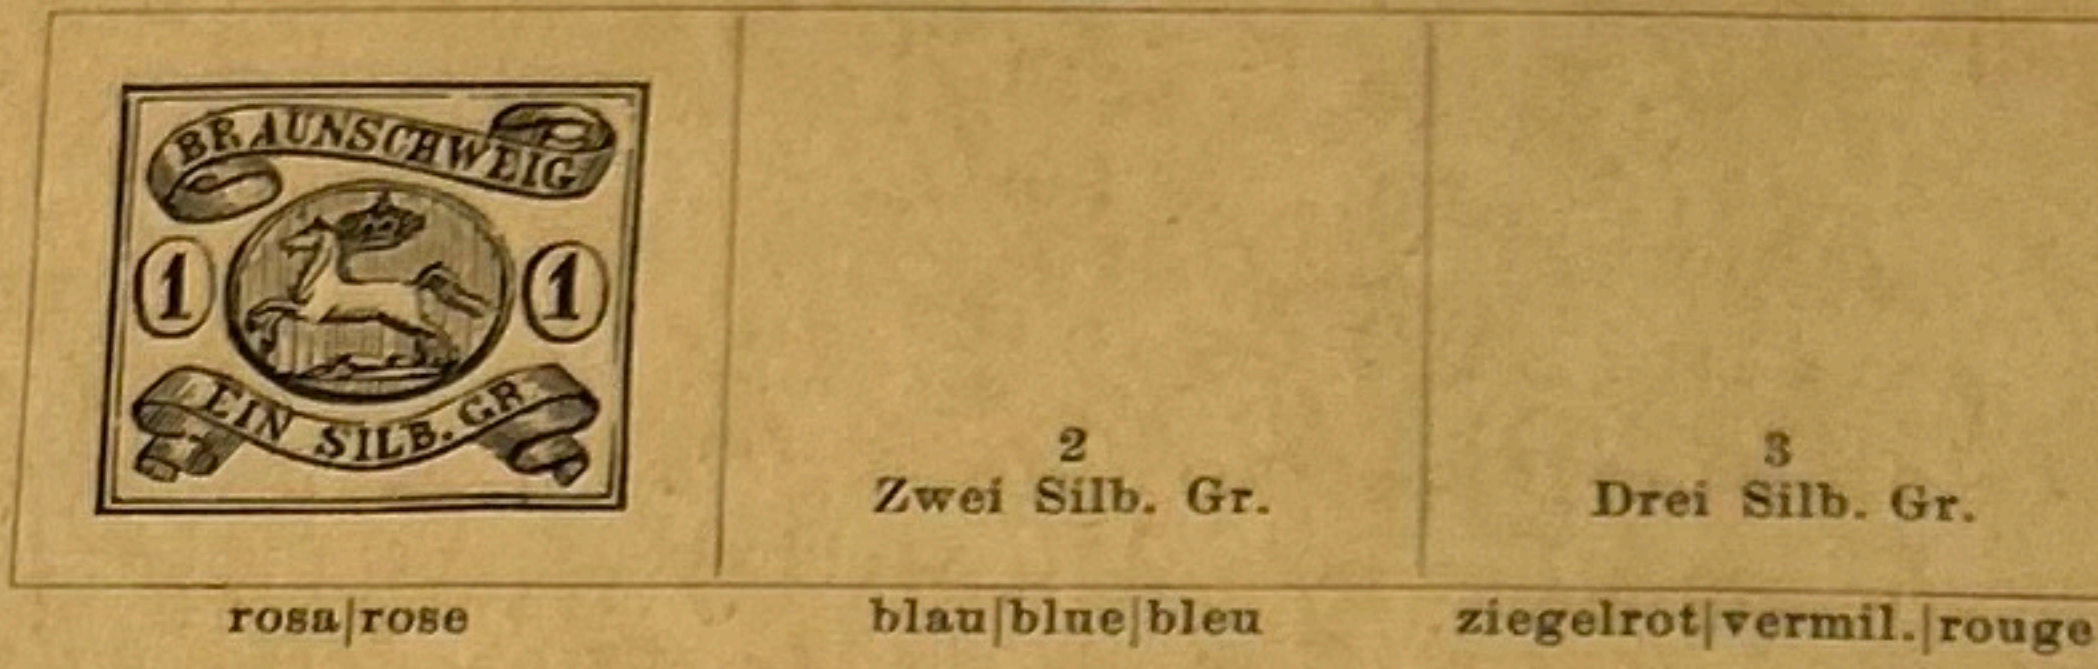 BRAUNSCHWEIG
1 1
EIN SILB. GR
2
Zwei Silb. Gr.
3
Drei Silb. Gr.
rosa|rose
blau|blue|bleu
ziegelrot|vermil.|rouge